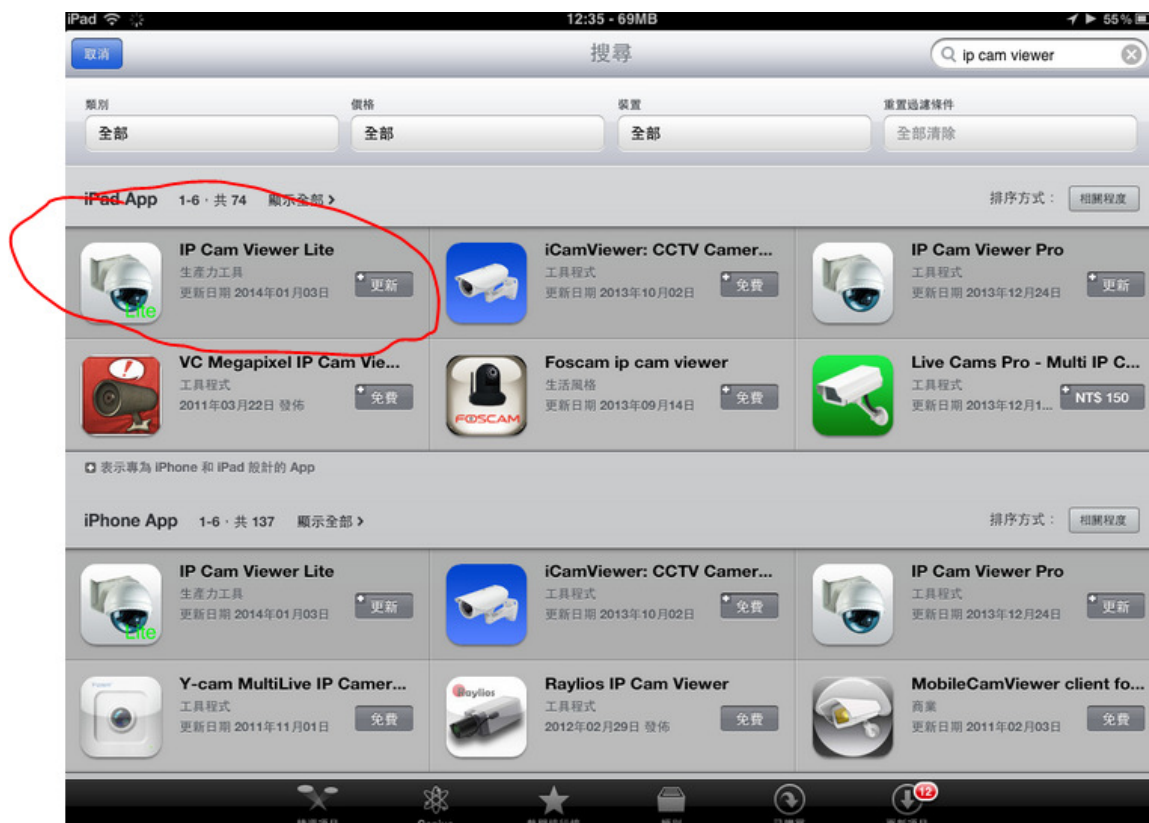 iPad 12:35 - 69MB 55%
取消 搜尋 ip cam viewer
類別 價格 裝置 重置過濾條件
全部 全部 全部 全部清除
iPad App 1-6，共 74 顯示全部 › 排序方式： 相關程度
IP Cam Viewer Lite
生產力工具
更新日期 2014年01月03日
更新
Lite
iCamViewer: CCTV Camer...
工具程式
更新日期 2013年10月02日
免費
IP Cam Viewer Pro
工具程式
更新日期 2013年12月24日
更新
VC Megapixel IP Cam Vie...
工具程式
2011年03月22日 發佈
免費
Foscam ip cam viewer
生活風格
更新日期 2013年09月14日
免費
FOSCAM
Live Cams Pro - Multi IP C...
工具程式
更新日期 2013年12月1...
NT$ 150
表示專為 iPhone 和 iPad 設計的 App
iPhone App 1-6，共 137 顯示全部 › 排序方式： 相關程度
IP Cam Viewer Lite
生產力工具
更新日期 2014年01月03日
更新
Lite
iCamViewer: CCTV Camer...
工具程式
更新日期 2013年10月02日
免費
IP Cam Viewer Pro
工具程式
更新日期 2013年12月24日
更新
Y-cam MultiLive IP Camer...
工具程式
更新日期 2011年11月01日
免費
Raylios IP Cam Viewer
工具程式
2012年02月29日 發佈
免費
iRaylios
MobileCamViewer client fo...
商業
更新日期 2011年02月03日
免費
12